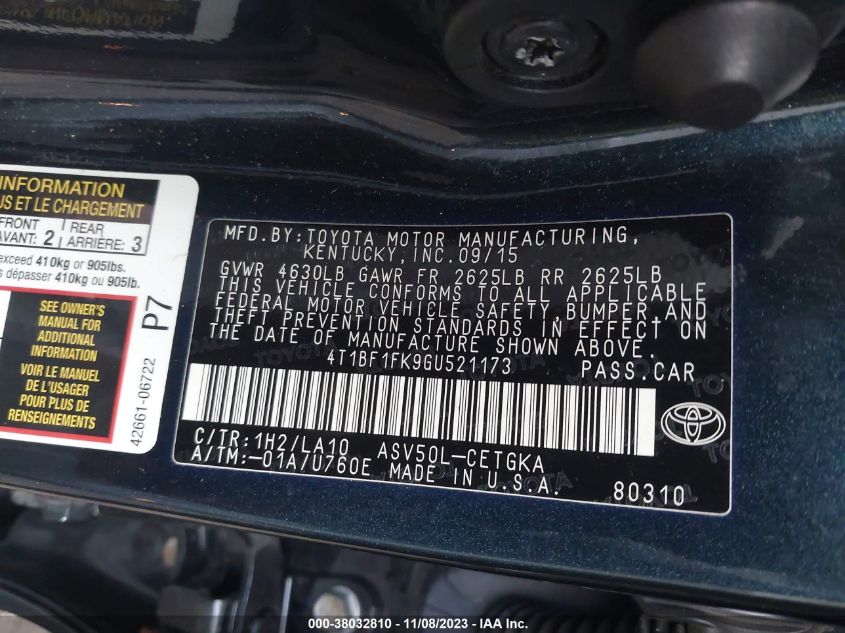 INFORMATION
US ET LE CHARGEMENT
FRONT
AVANT: 2
REAR
ARRIÈRE: 3
exceed 410kg or 905lbs.
s dépasser 410kg ou 905lb.
SEE OWNER'S
MANUAL FOR
ADDITIONAL
INFORMATION
VOIR LE MANUEL
DE L'USAGER
POUR PLUS DE
RENSEIGNEMENTS
P7
42661-06722
MFD.BY:TOYOTA MOTOR MANUFACTURING,
KENTUCKY,INC.09/15
GVWR 4630LB GAWR FR 2625LB RR 2625LB
THIS VEHICLE CONFORMS TO ALL APPLICABLE
FEDERAL MOTOR VEHICLE SAFETY,BUMPER,AND
THEFT PREVENTION STANDARDS IN EFFECT ON
THE DATE OF MANUFACTURE SHOWN ABOVE.
4T1BF1FK9GU521173 PASS.CAR
C/TR:1H2/LA10 ASV50L-CETGKA
A/TM:-01A/U760E MADE IN U.S.A. 80310
TOYOTA
000-38032810 - 11/08/2023 - IAA Inc.